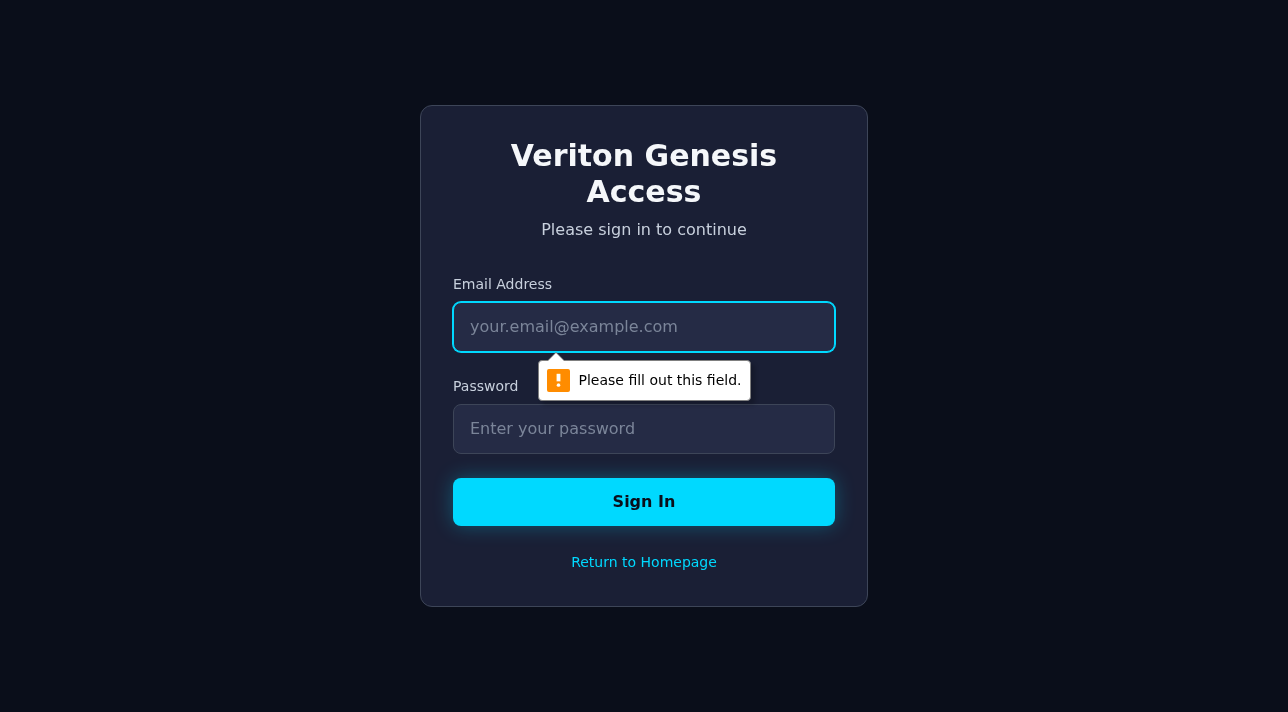 Veriton Genesis
Access
Please sign in to continue
Email Address
your.email@example.com
Please fill out this field.
Password
Enter your password
Sign In
Return to Homepage